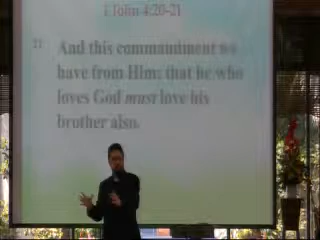 I John 4:20-21
21 And this commandment we
have from Him: that he who
loves God must love his
brother also.